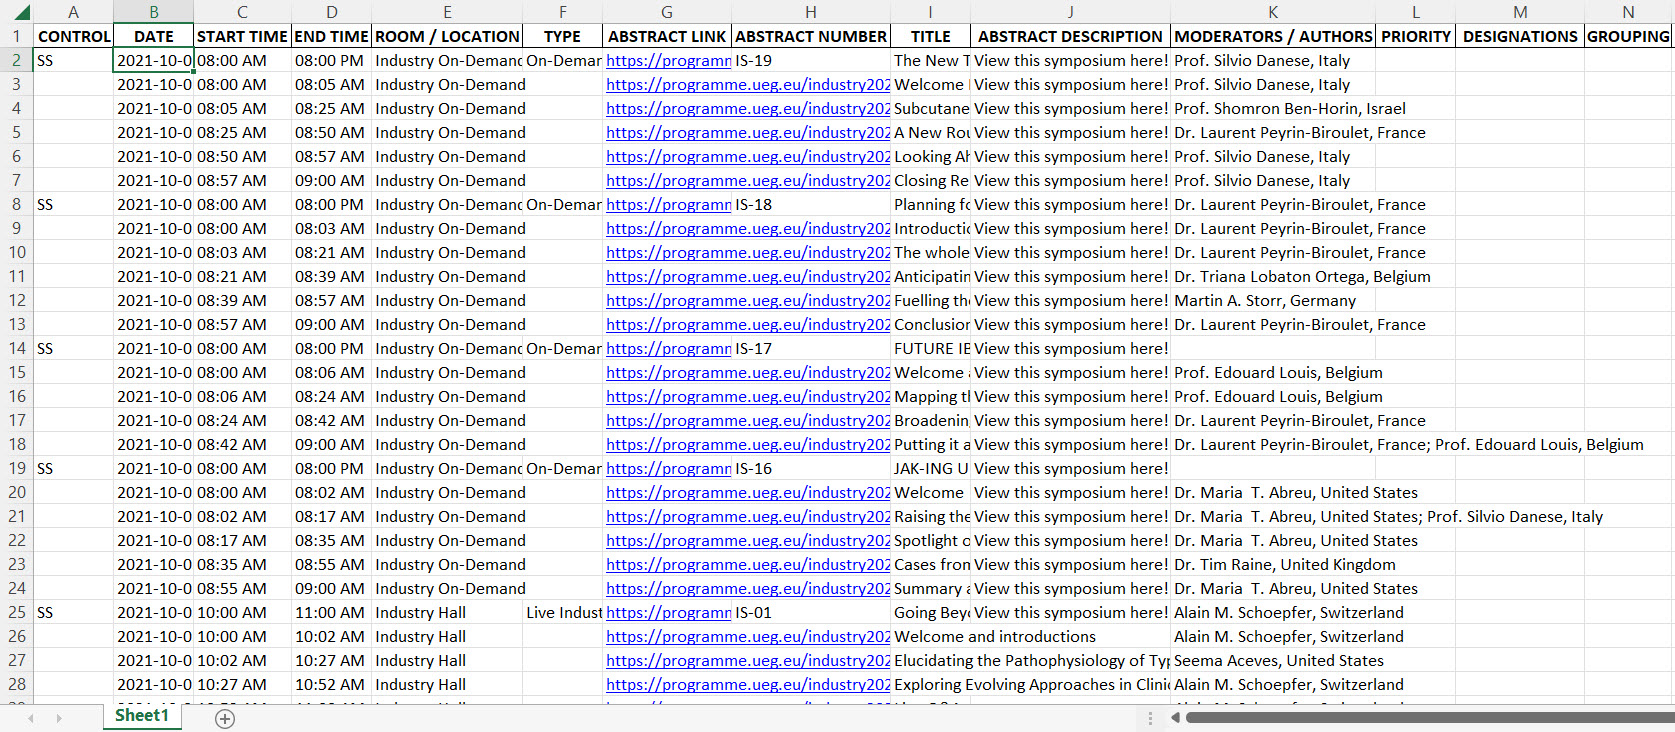 A B C D E F G H I J K L M N
1 CONTROL DATE START TIME END TIME ROOM / LOCATION TYPE ABSTRACT LINK ABSTRACT NUMBER TITLE ABSTRACT DESCRIPTION MODERATORS / AUTHORS PRIORITY DESIGNATIONS GROUPING
2 SS 2021-10-0 08:00 AM 08:00 PM Industry On-Demand On-Deman https://programm IS-19 The New T View this symposium here! Prof. Silvio Danese, Italy
3 2021-10-0 08:00 AM 08:05 AM Industry On-Demand https://programme.ueg.eu/industry202 Welcome View this symposium here! Prof. Silvio Danese, Italy
4 2021-10-0 08:05 AM 08:25 AM Industry On-Demand https://programme.ueg.eu/industry202 Subcutane View this symposium here! Prof. Shomron Ben-Horin, Israel
5 2021-10-0 08:25 AM 08:50 AM Industry On-Demand https://programme.ueg.eu/industry202 A New Rou View this symposium here! Dr. Laurent Peyrin-Biroulet, France
6 2021-10-0 08:50 AM 08:57 AM Industry On-Demand https://programme.ueg.eu/industry202 Looking Ah View this symposium here! Prof. Silvio Danese, Italy
7 2021-10-0 08:57 AM 09:00 AM Industry On-Demand https://programme.ueg.eu/industry202 Closing Re View this symposium here! Prof. Silvio Danese, Italy
8 SS 2021-10-0 08:00 AM 08:00 PM Industry On-Demand On-Deman https://programm IS-18 Planning fo View this symposium here! Dr. Laurent Peyrin-Biroulet, France
9 2021-10-0 08:00 AM 08:03 AM Industry On-Demand https://programme.ueg.eu/industry202 Introductio View this symposium here! Dr. Laurent Peyrin-Biroulet, France
10 2021-10-0 08:03 AM 08:21 AM Industry On-Demand https://programme.ueg.eu/industry202 The whole View this symposium here! Dr. Laurent Peyrin-Biroulet, France
11 2021-10-0 08:21 AM 08:39 AM Industry On-Demand https://programme.ueg.eu/industry202 Anticipatin View this symposium here! Dr. Triana Lobaton Ortega, Belgium
12 2021-10-0 08:39 AM 08:57 AM Industry On-Demand https://programme.ueg.eu/industry202 Fuelling the View this symposium here! Martin A. Storr, Germany
13 2021-10-0 08:57 AM 09:00 AM Industry On-Demand https://programme.ueg.eu/industry202 Conclusion View this symposium here! Dr. Laurent Peyrin-Biroulet, France
14 SS 2021-10-0 08:00 AM 08:00 PM Industry On-Demand On-Deman https://programm IS-17 FUTURE IB View this symposium here!
15 2021-10-0 08:00 AM 08:06 AM Industry On-Demand https://programme.ueg.eu/industry202 Welcome View this symposium here! Prof. Edouard Louis, Belgium
16 2021-10-0 08:06 AM 08:24 AM Industry On-Demand https://programme.ueg.eu/industry202 Mapping th View this symposium here! Prof. Edouard Louis, Belgium
17 2021-10-0 08:24 AM 08:42 AM Industry On-Demand https://programme.ueg.eu/industry202 Broadenin View this symposium here! Dr. Laurent Peyrin-Biroulet, France
18 2021-10-0 08:42 AM 09:00 AM Industry On-Demand https://programme.ueg.eu/industry202 Putting it a View this symposium here! Dr. Laurent Peyrin-Biroulet, France; Prof. Edouard Louis, Belgium
19 SS 2021-10-0 08:00 AM 08:00 PM Industry On-Demand On-Deman https://programm IS-16 JAK-ING U View this symposium here!
20 2021-10-0 08:00 AM 08:02 AM Industry On-Demand https://programme.ueg.eu/industry202 Welcome View this symposium here! Dr. Maria T. Abreu, United States
21 2021-10-0 08:02 AM 08:17 AM Industry On-Demand https://programme.ueg.eu/industry202 Raising the View this symposium here! Dr. Maria T. Abreu, United States; Prof. Silvio Danese, Italy
22 2021-10-0 08:17 AM 08:35 AM Industry On-Demand https://programme.ueg.eu/industry202 Spotlight o View this symposium here! Dr. Maria T. Abreu, United States
23 2021-10-0 08:35 AM 08:55 AM Industry On-Demand https://programme.ueg.eu/industry202 Cases from View this symposium here! Dr. Tim Raine, United Kingdom
24 2021-10-0 08:55 AM 09:00 AM Industry On-Demand https://programme.ueg.eu/industry202 Summary a View this symposium here! Dr. Maria T. Abreu, United States
25 SS 2021-10-0 10:00 AM 11:00 AM Industry Hall Live Indust https://programm IS-01 Going Beyo View this symposium here! Alain M. Schoepfer, Switzerland
26 2021-10-0 10:00 AM 10:02 AM Industry Hall https://programme.ueg.eu/industry202 Welcome and introductions Alain M. Schoepfer, Switzerland
27 2021-10-0 10:02 AM 10:27 AM Industry Hall https://programme.ueg.eu/industry202 Elucidating the Pathophysiology of Typ Seema Aceves, United States
28 2021-10-0 10:27 AM 10:52 AM Industry Hall https://programme.ueg.eu/industry202 Exploring Evolving Approaches in Clinic Alain M. Schoepfer, Switzerland
Sheet1